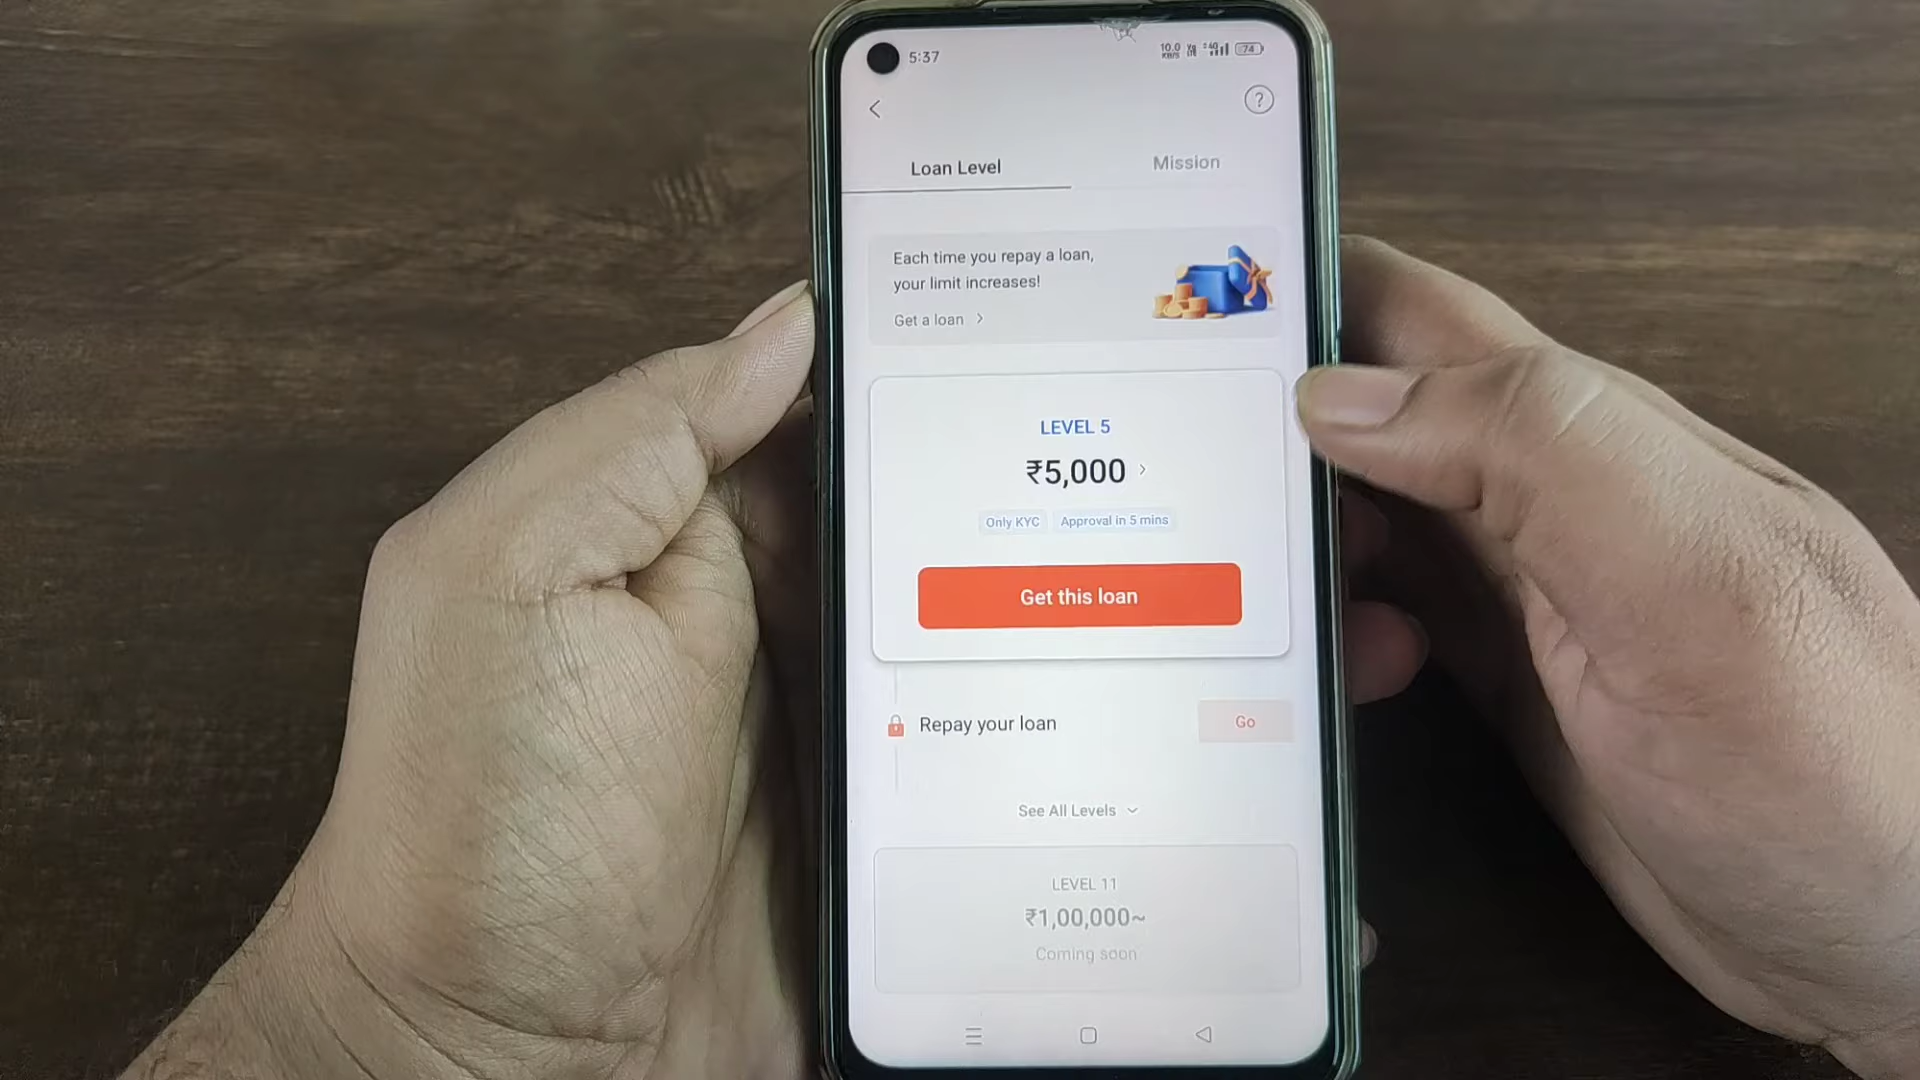 5:37
10.0
KB/S
4G
74
?
Loan Level
Mission
Each time you repay a loan,
your limit increases!
Get a loan >
LEVEL 5
₹5,000 >
Only KYC
Approval in 5 mins
Get this loan
Repay your loan
Go
See All Levels
LEVEL 11
₹1,00,000~
Coming soon